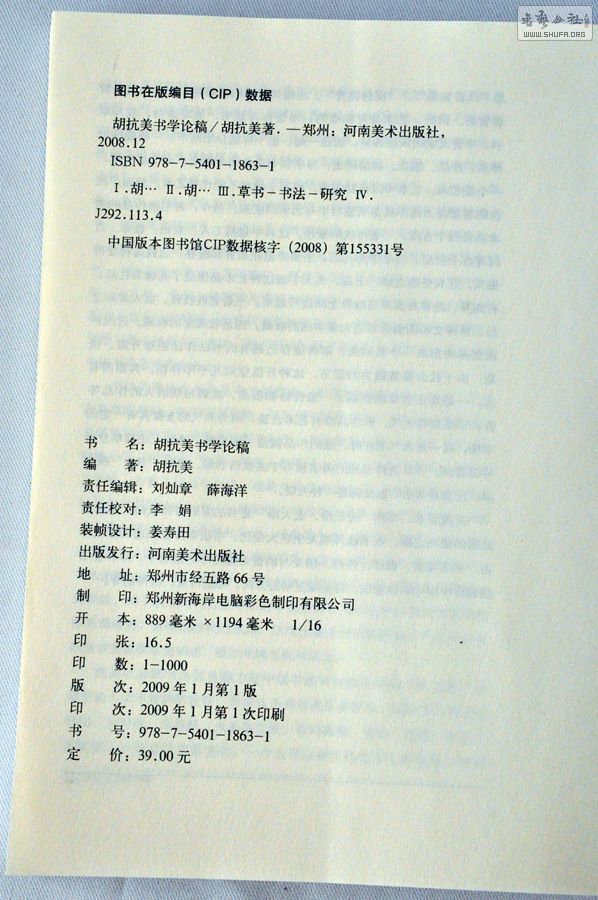 书艺公社
www.SHUFA.ORG
图书在版编目（CIP）数据
胡抗美书学论稿/胡抗美著.—郑州：河南美术出版社，
2008.12
ISBN 978-7-5401-1863-1
Ⅰ.胡… Ⅱ.胡… Ⅲ.草书－书法－研究 Ⅳ.
J292.113.4
中国版本图书馆CIP数据核字（2008）第155331号
书 名：胡抗美书学论稿
编 著：胡抗美
责任编辑：刘灿章 薛海洋
责任校对：李 娟
装帧设计：姜寿田
出版发行：河南美术出版社
地 址：郑州市经五路66号
制 印：郑州新海岸电脑彩色制印有限公司
开 本：889毫米×1194毫米 1/16
印 张：16.5
印 数：1-1000
版 次：2009年1月第1版
印 次：2009年1月第1次印刷
书 号：978-7-5401-1863-1
定 价：39.00元